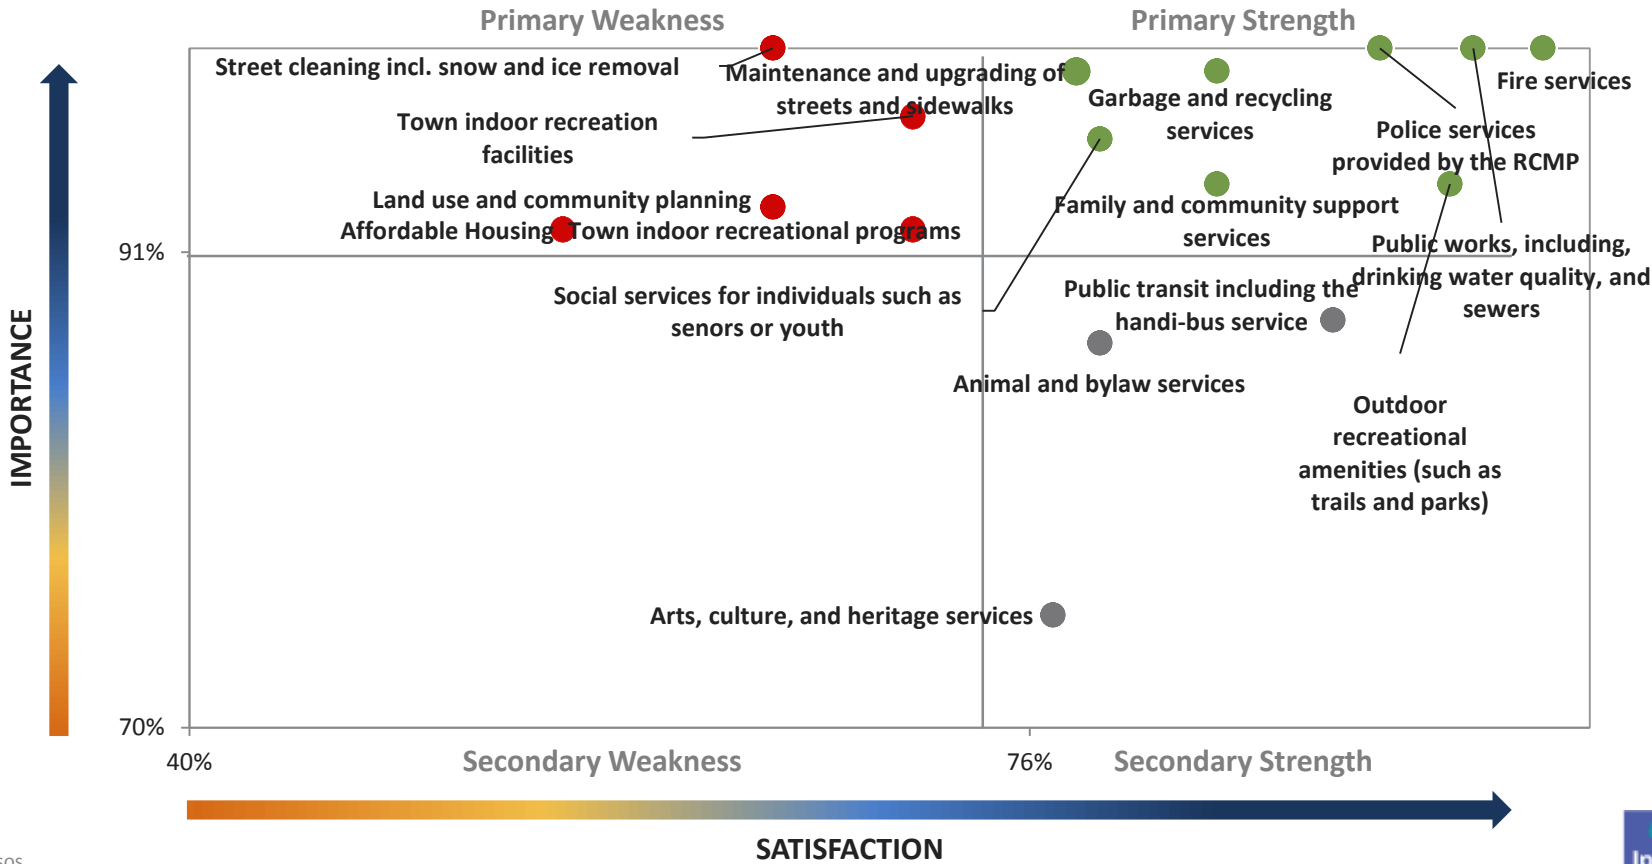 Primary Weakness
Primary Strength
Street cleaning incl. snow and ice removal
Maintenance and upgrading of
streets and sidewalks
Fire services
Garbage and recycling
services
Town indoor recreation
facilities
Police services
provided by the RCMP
Land use and community planning
Family and community support
services
Affordable Housing
Town indoor recreational programs
91%
Public works, including,
drinking water quality, and
sewers
Social services for individuals such as
senors or youth
Public transit including the
handi-bus service
Animal and bylaw services
IMPORTANCE
Outdoor
recreational
amenities (such as
trails and parks)
Arts, culture, and heritage services
70%
40%
Secondary Weakness
76%
Secondary Strength
SATISFACTION